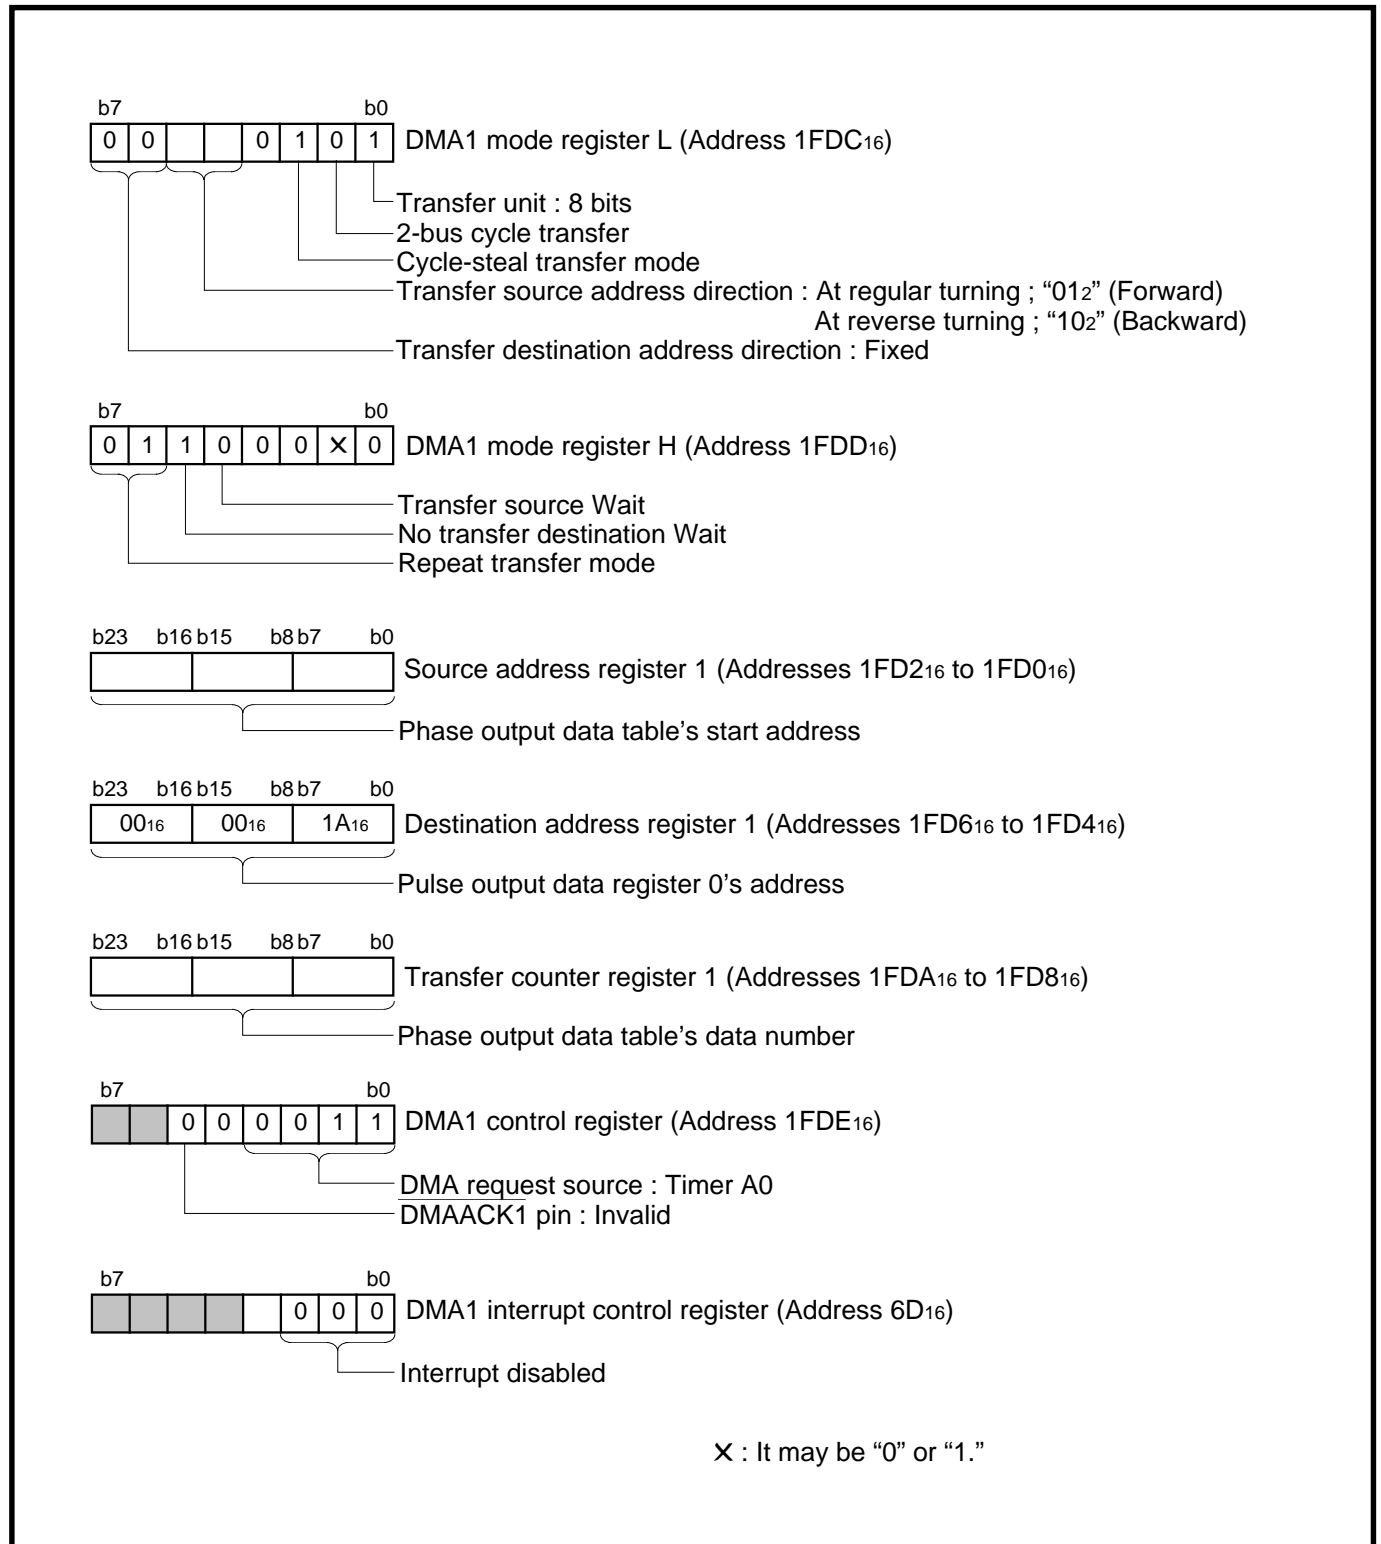 b7 b0
0 0 0 1 0 1 DMA1 mode register L (Address 1FDC16)
Transfer unit : 8 bits
2-bus cycle transfer
Cycle-steal transfer mode
Transfer source address direction : At regular turning ; “012” (Forward)
At reverse turning ; “102” (Backward)
Transfer destination address direction : Fixed
b7 b0
0 1 1 0 0 0 × 0 DMA1 mode register H (Address 1FDD16)
Transfer source Wait
No transfer destination Wait
Repeat transfer mode
b23 b16 b15 b8 b7 b0
Source address register 1 (Addresses 1FD216 to 1FD016)
Phase output data table’s start address
b23 b16 b15 b8 b7 b0
0016 0016 1A16 Destination address register 1 (Addresses 1FD616 to 1FD416)
Pulse output data register 0’s address
b23 b16 b15 b8 b7 b0
Transfer counter register 1 (Addresses 1FDA16 to 1FD816)
Phase output data table’s data number
b7 b0
0 0 0 0 1 1 DMA1 control register (Address 1FDE16)
DMA request source : Timer A0
DMAACK1 pin : Invalid
b7 b0
0 0 0 DMA1 interrupt control register (Address 6D16)
Interrupt disabled
× : It may be “0” or “1.”